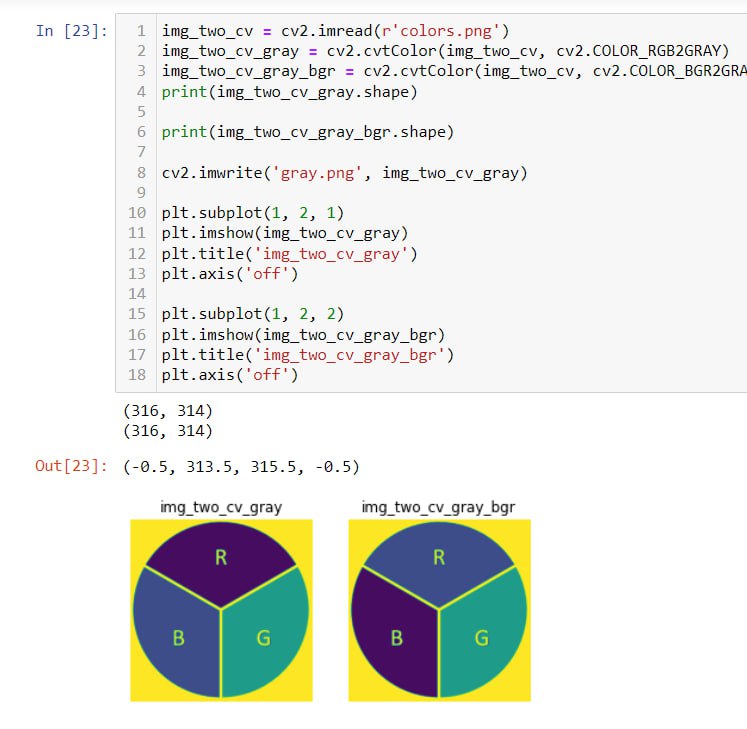 In [23]:
1 img_two_cv = cv2.imread(r'colors.png')
2 img_two_cv_gray = cv2.cvtColor(img_two_cv, cv2.COLOR_RGB2GRAY)
3 img_two_cv_gray_bgr = cv2.cvtColor(img_two_cv, cv2.COLOR_BGR2GRA
4 print(img_two_cv_gray.shape)
5
6 print(img_two_cv_gray_bgr.shape)
7
8 cv2.imwrite('gray.png', img_two_cv_gray)
9
10 plt.subplot(1, 2, 1)
11 plt.imshow(img_two_cv_gray)
12 plt.title('img_two_cv_gray')
13 plt.axis('off')
14
15 plt.subplot(1, 2, 2)
16 plt.imshow(img_two_cv_gray_bgr)
17 plt.title('img_two_cv_gray_bgr')
18 plt.axis('off')
(316, 314)
(316, 314)
Out[23]: (-0.5, 313.5, 315.5, -0.5)
img_two_cv_gray
R
B G
img_two_cv_gray_bgr
R
B G